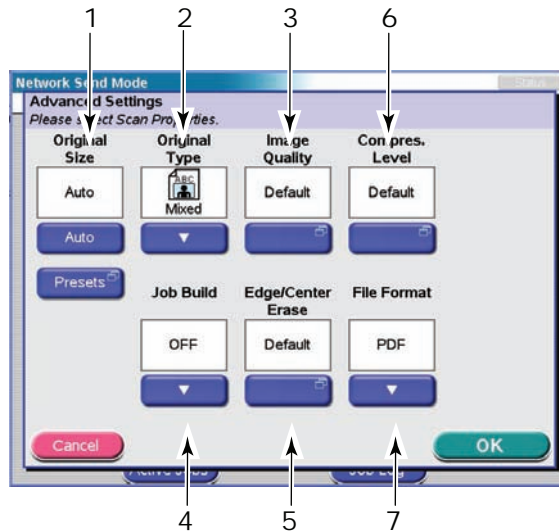 1 2 3 6
Network Send Mode
Advanced Settings
Please select Scan Properties.
Original Size
Original Type
Image Quality
Compres. Level
Auto
ABC
Mixed
Default
Default
Auto
Presets
Job Build
Edge/Center Erase
File Format
OFF
Default
PDF
Cancel
OK
Active Jobs
Job Log
4 5 7